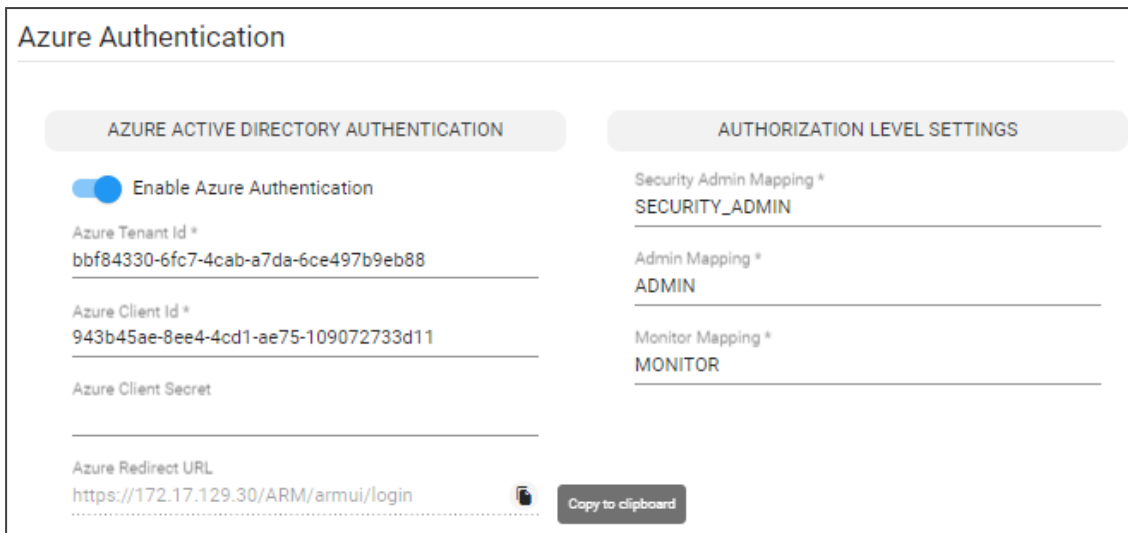 Azure Authentication
AZURE ACTIVE DIRECTORY AUTHENTICATION
Enable Azure Authentication
Azure Tenant Id *
bbf84330-6fc7-4cab-a7da-6ce497b9eb88
Azure Client Id *
943b45ae-8ee4-4cd1-ae75-109072733d11
Azure Client Secret
Azure Redirect URL
https://172.17.129.30/ARM/armui/login
Copy to clipboard
AUTHORIZATION LEVEL SETTINGS
Security Admin Mapping *
SECURITY_ADMIN
Admin Mapping *
ADMIN
Monitor Mapping *
MONITOR